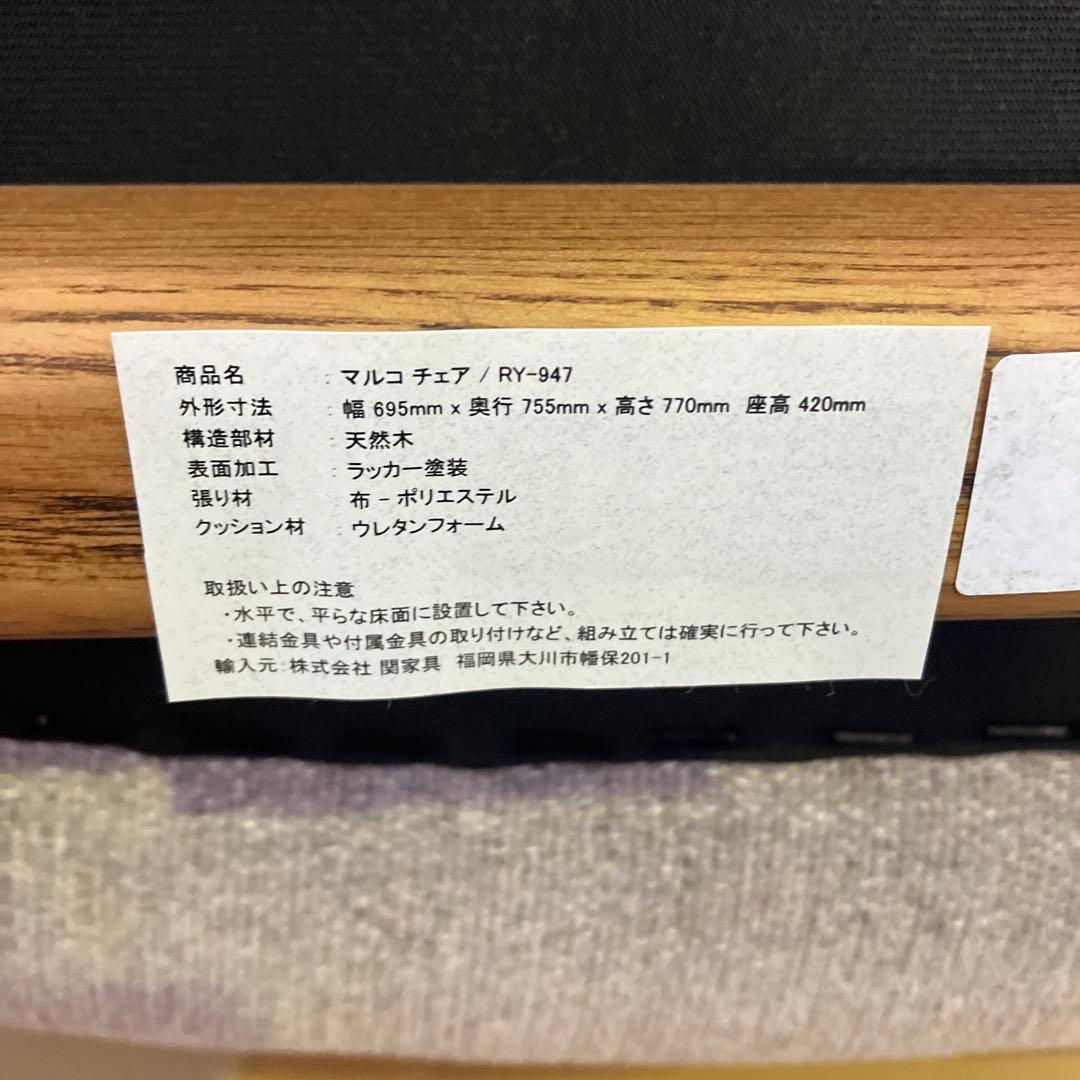 商品名 : マルコ チェア / RY-947
外形寸法 : 幅 695mm x 奥行 755mm x 高さ 770mm 座高 420mm
構造部材 : 天然木
表面加工 : ラッカー塗装
張り材 : 布 - ポリエステル
クッション材 : ウレタンフォーム
取扱い上の注意
・水平で、平らな床面に設置して下さい。
・連結金具や付属金具の取り付けなど、組み立ては確実に行って下さい。
輸入元:株式会社 関家具 福岡県大川市幡保201-1